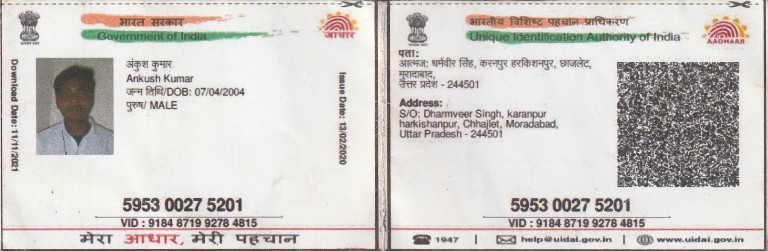 भारत सरकार
Government of India
आधार
Download Date: 11/11/2021
अंकुश कुमार
Ankush Kumar
जन्म तिथि/DOB: 07/04/2004
पुरुष/ MALE
Issue Date: 13/02/2020
5953 0027 5201
VID : 9184 8719 9278 4815
मेरा आधार, मेरी पहचान
भारतीय विशिष्ट पहचान प्राधिकरण
Unique Identification Authority of India
AADHAAR
पता:
आत्मज: धर्मवीर सिंह, करनपुर हरकिशनपुर, छाजलेट,
मुरादाबाद,
उत्तर प्रदेश - 244501
Address:
S/O: Dharmveer Singh, karanpur
harkishanpur, Chhajlet, Moradabad,
Uttar Pradesh - 244501
5953 0027 5201
VID : 9184 8719 9278 4815
1947 | help@uidai.gov.in | www.uidai.gov.in